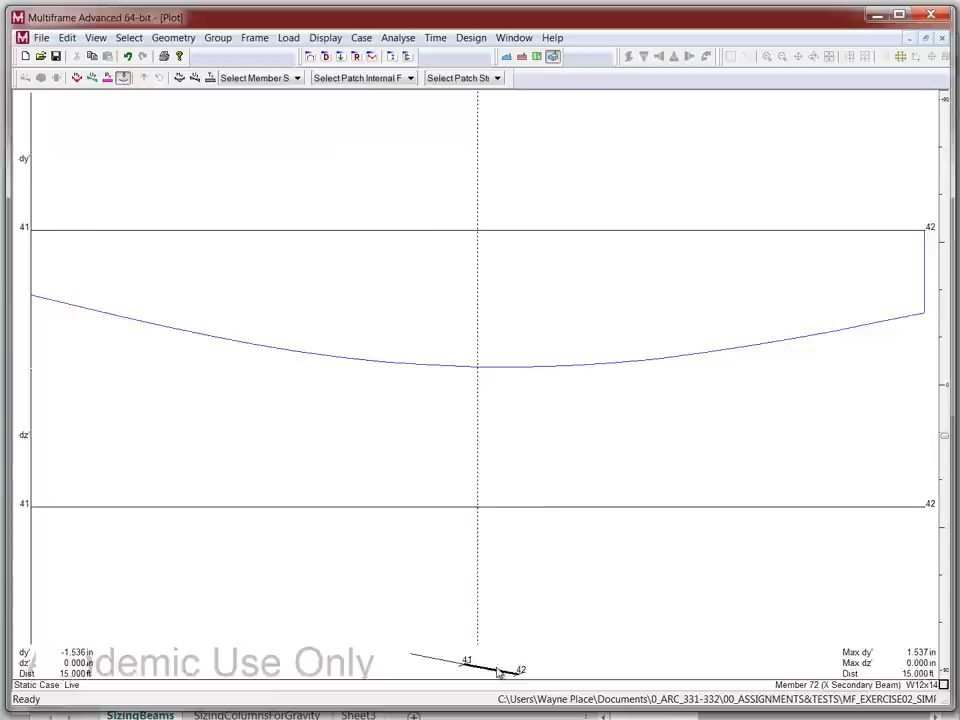 Multiframe Advanced 64-bit - [Plot]
File Edit View Select Geometry Group Frame Load Display Case Analyse Time Design Window Help
Select Member S Select Patch Internal F Select Patch Str
dy'
41 42
dz'
41 42
41
42
dy' -1.536 in
dz' 0.000 in
Dist 15.000 ft
Academic Use Only
Max dy' 1.537 in
Max dz' 0.000 in
Dist 15.000 ft
Static Case Live Member 72 (X Secondary Beam) W12x14
Ready C:\Users\Wayne Place\Documents\0_ARC_331-332\00_ASSIGNMENTS&TESTS\MF_EXERCISE02_SIMF
SizingBeams SizingColumnsForGravity Sheet3